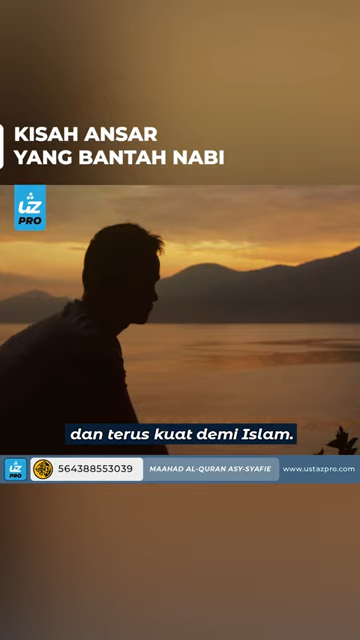 KISAH ANSAR
YANG BANTAH NABI
UZ
PRO
dan terus kuat demi Islam.
UZ
PRO
564388553039
MAAHAD AL-QURAN ASY-SYAFIE
www.ustazpro.com